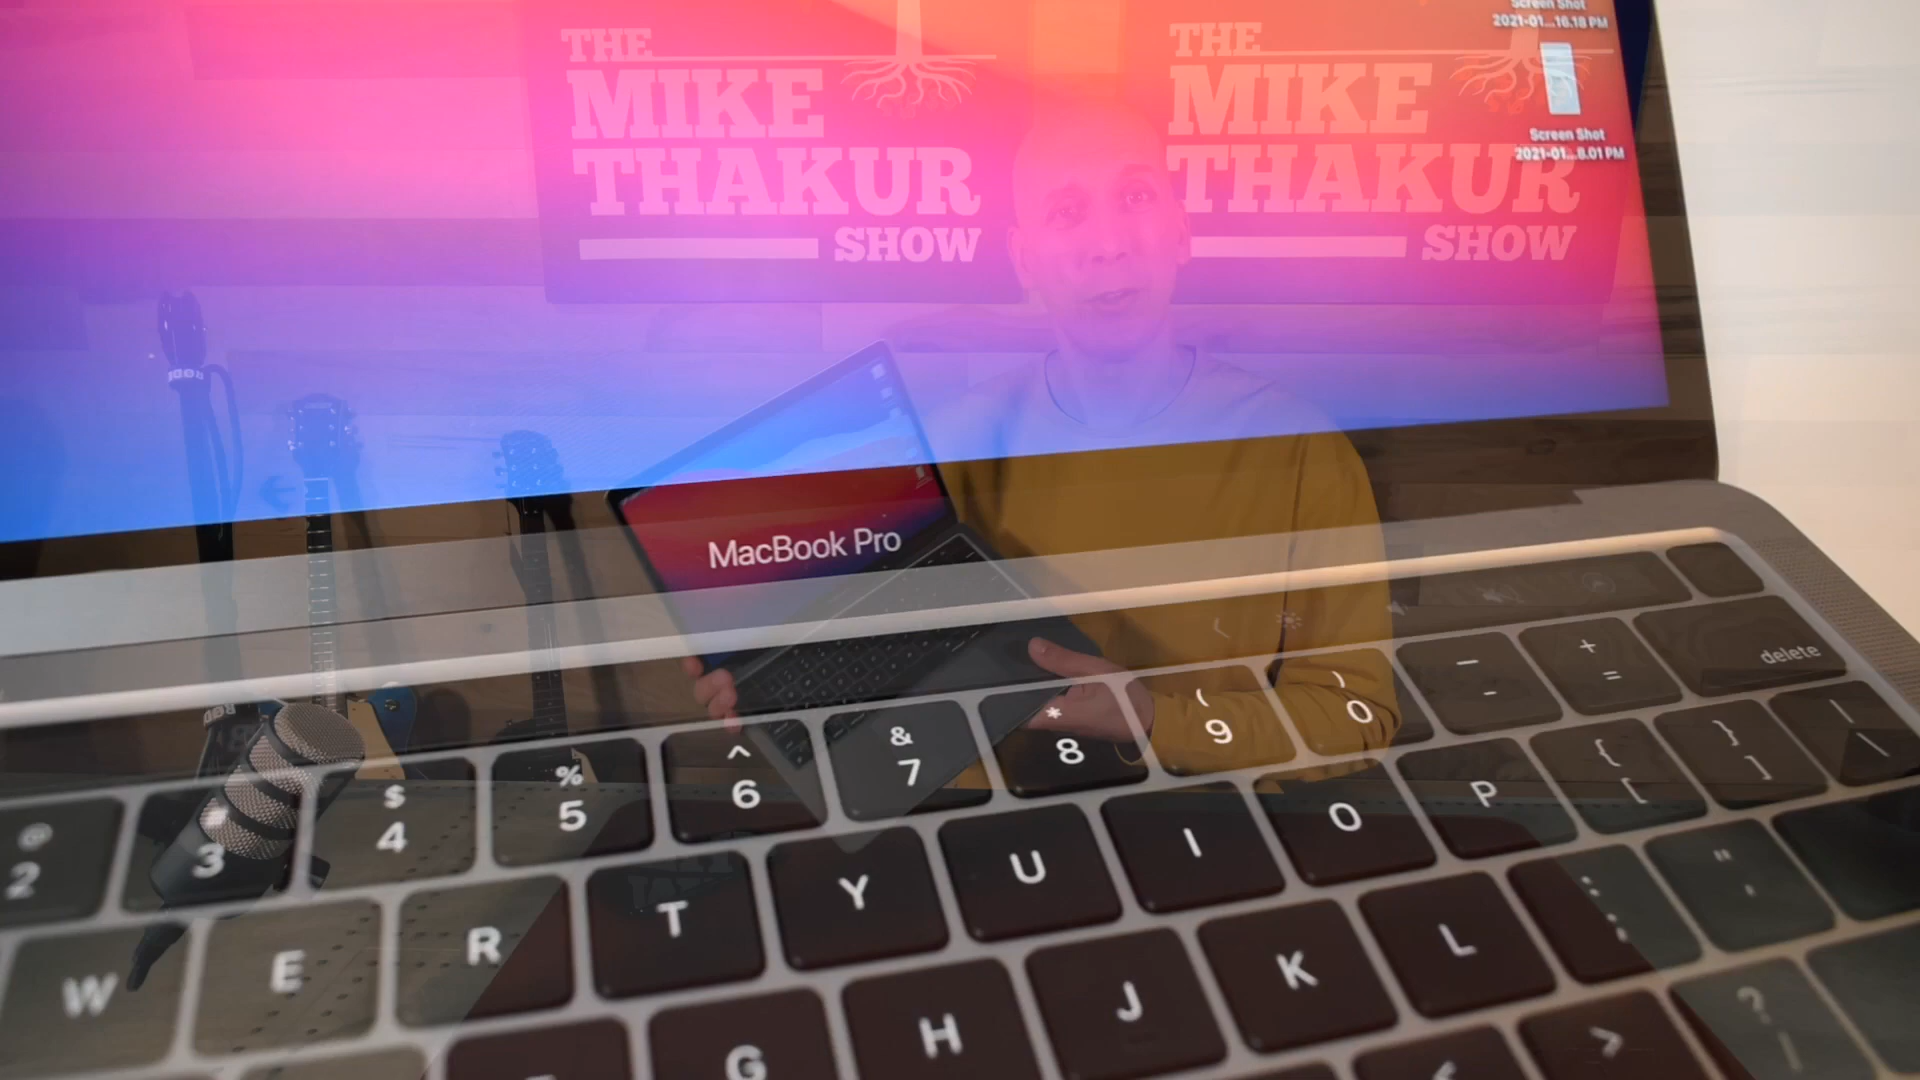 Screen Shot
2021-01...16.18 PM
THE
MIKE
THAKUR
SHOW
THE
MIKE
THAKUR
SHOW
Screen Shot
2021-01...8.01 PM
MacBook Pro
delete
@ 2
3
$ 4
% 5
^ 6
& 7
* 8
( 9
) 0
_ -
+ =
W
E
R
T
Y
U
I
O
P
{ [
} ]
| \
G
H
J
K
L
: ;
" '
>
?